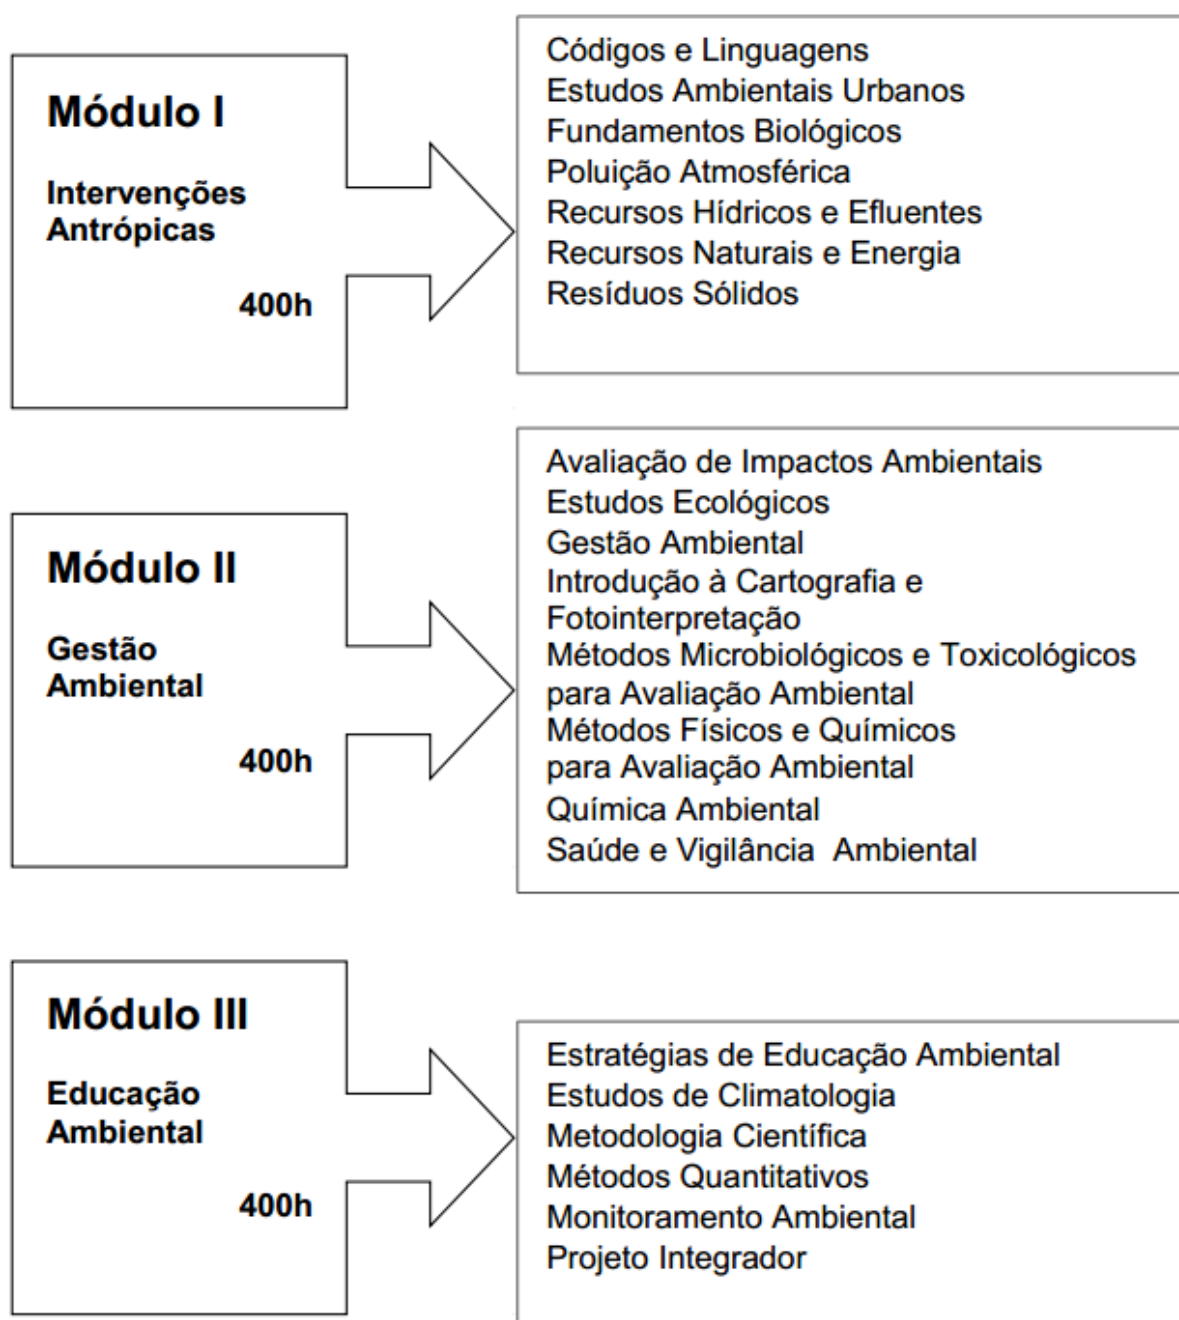 Módulo I
Intervenções
Antrópicas
400h
Códigos e Linguagens
Estudos Ambientais Urbanos
Fundamentos Biológicos
Poluição Atmosférica
Recursos Hídricos e Efluentes
Recursos Naturais e Energia
Resíduos Sólidos
Módulo II
Gestão
Ambiental
400h
Avaliação de Impactos Ambientais
Estudos Ecológicos
Gestão Ambiental
Introdução à Cartografia e
Fotointerpretação
Métodos Microbiológicos e Toxicológicos
para Avaliação Ambiental
Métodos Físicos e Químicos
para Avaliação Ambiental
Química Ambiental
Saúde e Vigilância Ambiental
Módulo III
Educação
Ambiental
400h
Estratégias de Educação Ambiental
Estudos de Climatologia
Metodologia Científica
Métodos Quantitativos
Monitoramento Ambiental
Projeto Integrador